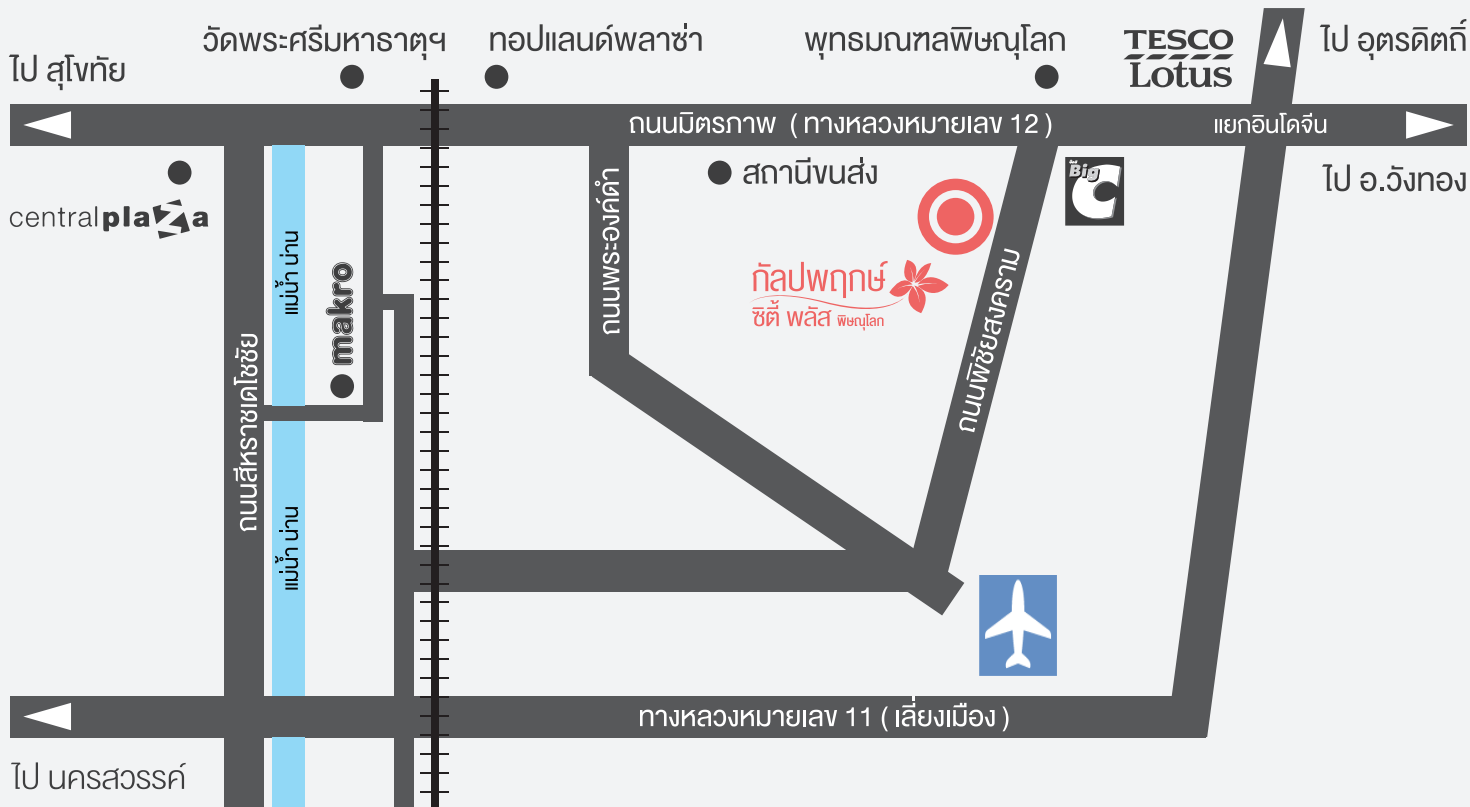 วัดพระศรีมหาธาตุฯ
ทอปแลนด์พลาซ่า
พุทธมณฑลพิษณุโลก
TESCO
Lotus
ไป อุตรดิตถิ์
ไป สุโขทัย
ถนนมิตรภาพ ( ทางหลวงหมายเลข 12 )
แยกอินโดจีน
สถานีขนส่ง
Big C
ไป อ.วังทอง
centralplaza
แม่น้ำ น่าน
makro
ถนนพระองค์ดำ
กัลปพฤกษ์
ซิตี้ พลัส พิษณุโลก
ถนนพิชัยสงคราม
ถนนสีหราชเดโชชัย
แม่น้ำ น่าน
ทางหลวงหมายเลข 11 ( เลี่ยงเมือง )
ไป นครสวรรค์